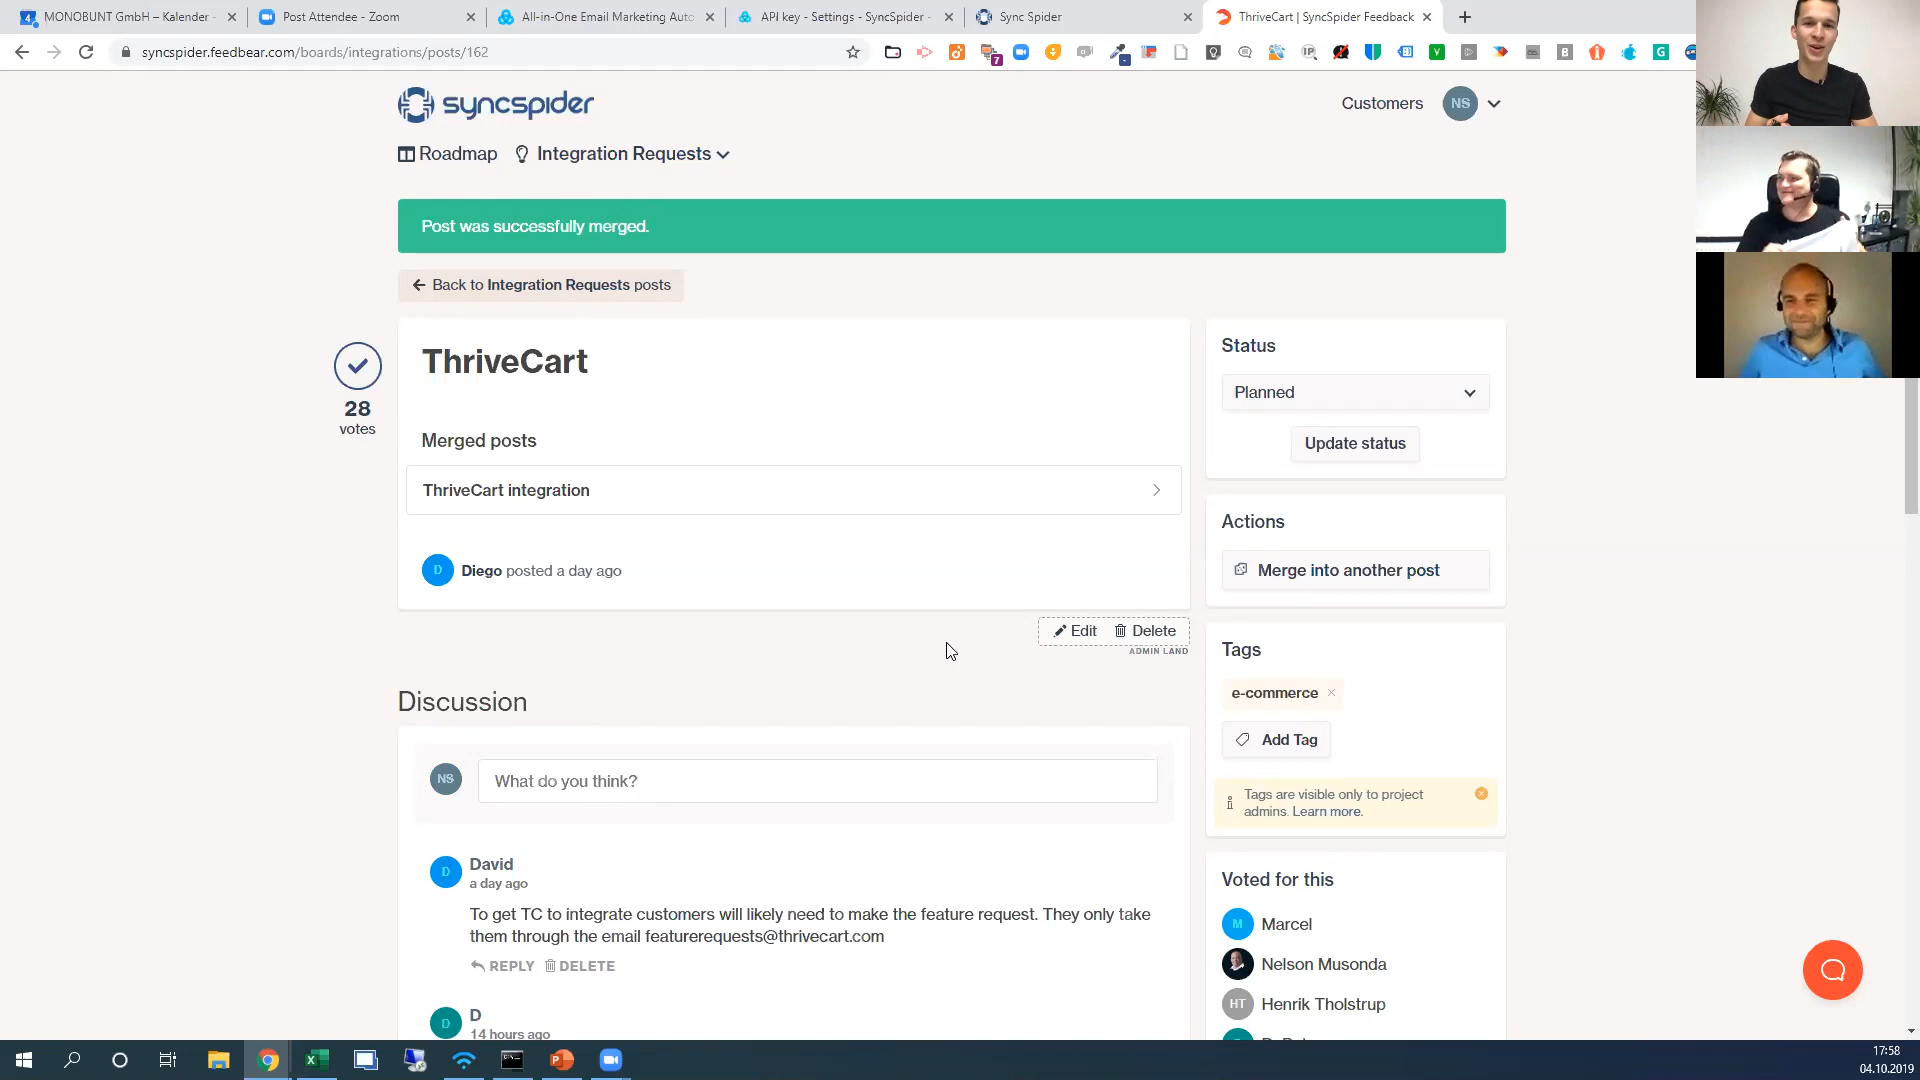 MONOBUNT GmbH – Kalender -
Post Attendee - Zoom
All-in-One Email Marketing Auto
API key - Settings - SyncSpider -
Sync Spider
ThriveCart | SyncSpider Feedback
syncspider.feedbear.com/boards/integrations/posts/162
syncspider
Customers
NS
Roadmap
Integration Requests
Post was successfully merged.
Back to Integration Requests posts
28
votes
ThriveCart
Merged posts
ThriveCart integration
D
Diego posted a day ago
Edit
Delete
ADMIN LAND
Status
Planned
Update status
Actions
Merge into another post
Tags
e-commerce
Add Tag
Tags are visible only to project
admins. Learn more.
Discussion
NS
What do you think?
D
David
a day ago
To get TC to integrate customers will likely need to make the feature request. They only take
them through the email featurerequests@thrivecart.com
REPLY
DELETE
D
D
14 hours ago
Voted for this
M
Marcel
Nelson Musonda
HT
Henrik Tholstrup
17:58
04.10.2019